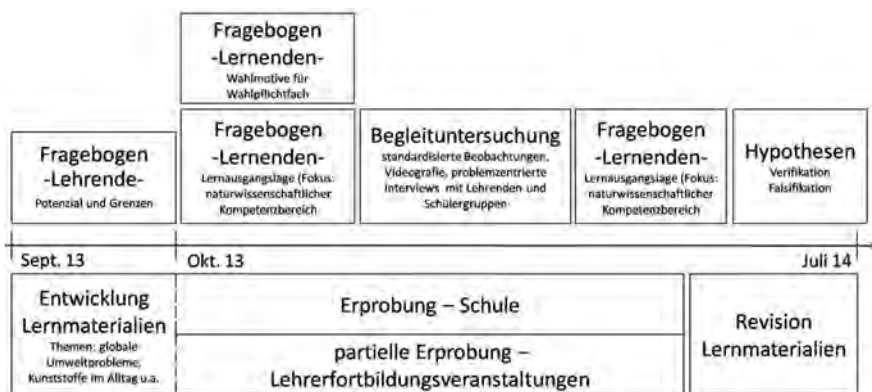 Fragebogen
-Lernenden-
Wahlmotive für
Wahlpflichtfach
Fragebogen
-Lehrende-
Potenzial und Grenzen
Fragebogen
-Lernenden-
Lernausgangslage (Fokus:
naturwissenschaftlicher
Kompetenzbereich
Begleituntersuchung
standardisierte Beobachtungen,
Videografie, problemzentrierte
Interviews mit Lehrenden und
Schülergruppen
Fragebogen
-Lernenden-
Lernausgangslage (Fokus:
naturwissenschaftlicher
Kompetenzbereich
Hypothesen
Verifikation
Falsifikation
Sept. 13
Okt. 13
Juli 14
Entwicklung
Lernmaterialien
Themen: globale
Umweltprobleme,
Kunststoffe im Alltag u.a.
Erprobung – Schule
partielle Erprobung –
Lehrerfortbildungsveranstaltungen
Revision
Lernmaterialien